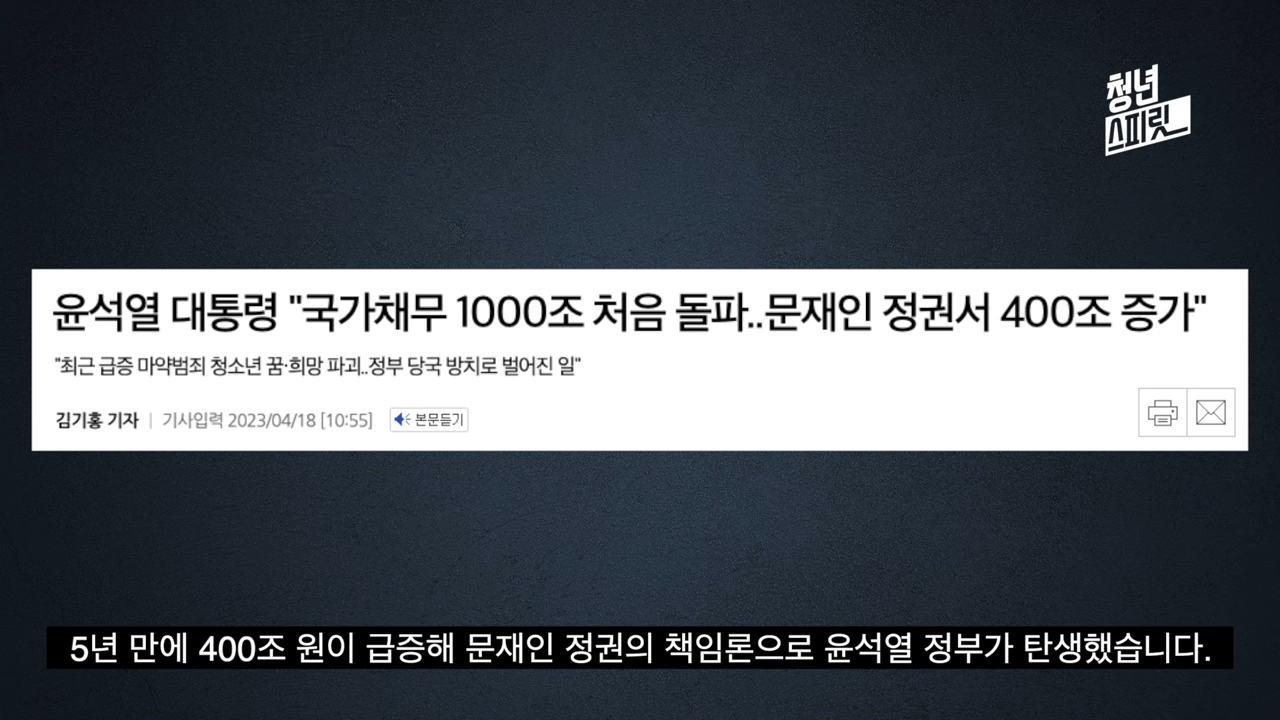 청년
스피릿
윤석열 대통령 "국가채무 1000조 처음 돌파..문재인 정권서 400조 증가"
"최근 급증 마약범죄 청소년 꿈·희망 파괴..정부 당국 방치로 벌어진 일"
김기홍 기자 | 기사입력 2023/04/18 [10:55] 본문듣기
5년 만에 400조 원이 급증해 문재인 정권의 책임론으로 윤석열 정부가 탄생했습니다.